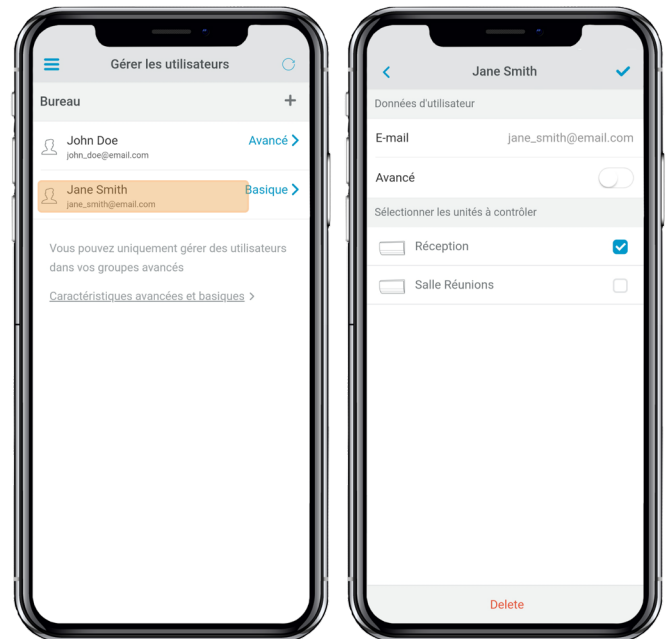 Gérer les utilisateurs
Bureau
John Doe
Avancé
john_doe@email.com
Jane Smith
Basique
jane_smith@email.com
Vous pouvez uniquement gérer des utilisateurs
dans vos groupes avancés
Caractéristiques avancées et basiques >
Jane Smith
Données d'utilisateur
E-mail
jane_smith@email.com
Avancé
Sélectionner les unités à contrôler
Réception
Salle Réunions
Delete